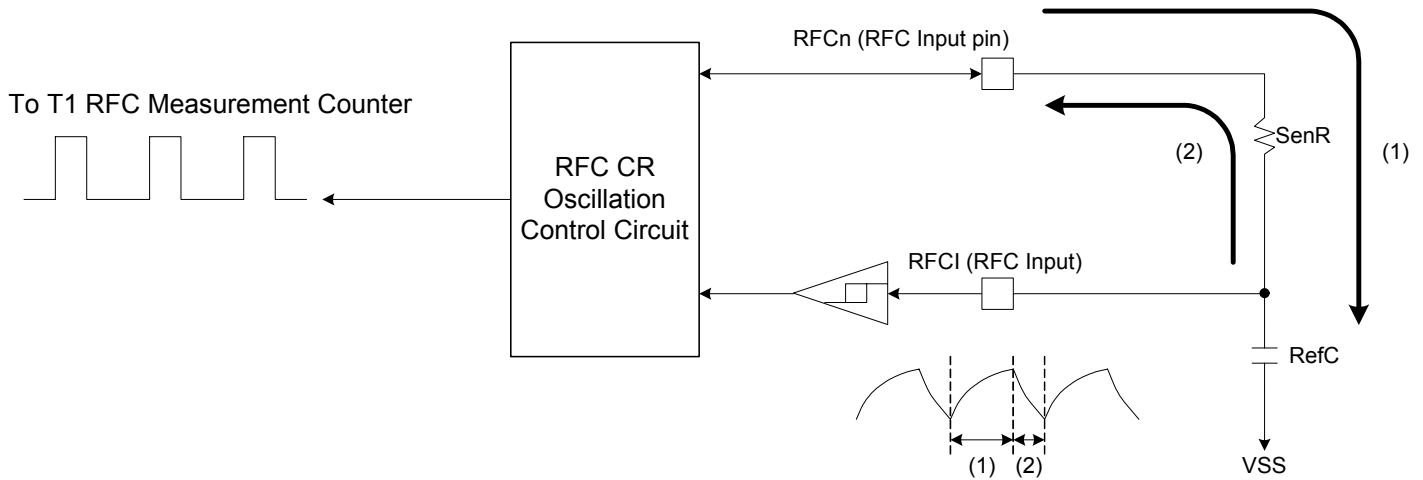 RFCn (RFC Input pin)
To T1 RFC Measurement Counter
RFC CR
Oscillation
Control Circuit
SenR
(1)
(2)
RFCI (RFC Input)
RefC
(1)
(2)
VSS